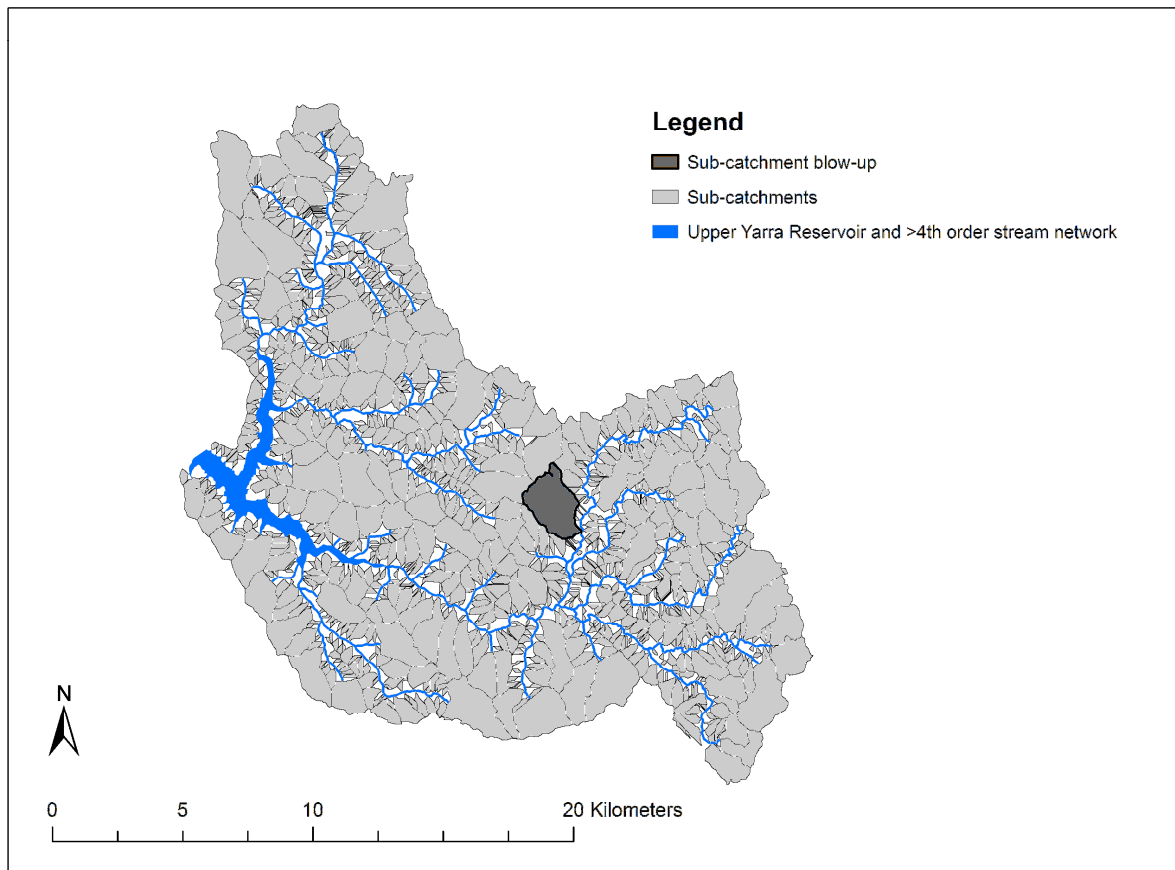 Legend
Sub-catchment blow-up
Sub-catchments
Upper Yarra Reservoir and >4th order stream network
N
0 5 10 20 Kilometers